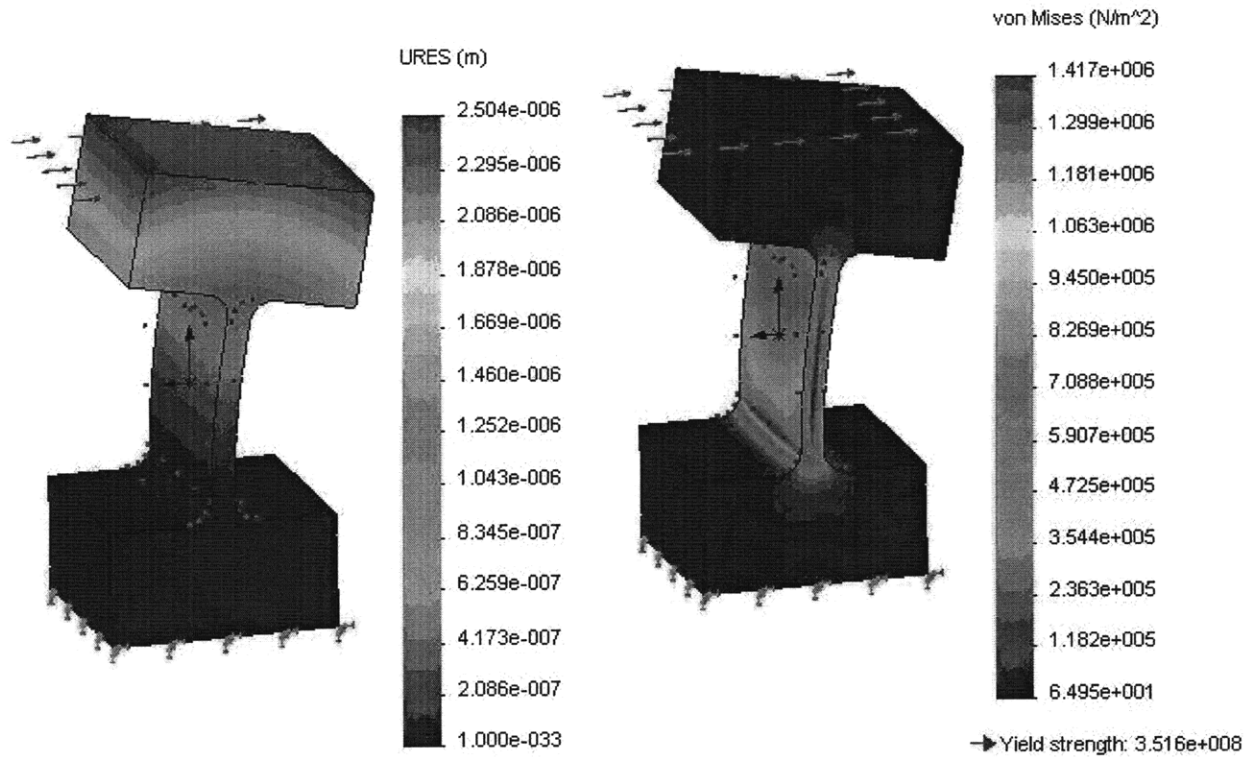 URES (m)
2.504e-006
2.295e-006
2.086e-006
1.878e-006
1.669e-006
1.460e-006
1.252e-006
1.043e-006
8.345e-007
6.259e-007
4.173e-007
2.086e-007
1.000e-033
von Mises (N/m^2)
1.417e+006
1.299e+006
1.181e+006
1.063e+006
9.450e+005
8.269e+005
7.088e+005
5.907e+005
4.725e+005
3.544e+005
2.363e+005
1.182e+005
6.495e+001
Yield strength: 3.516e+008